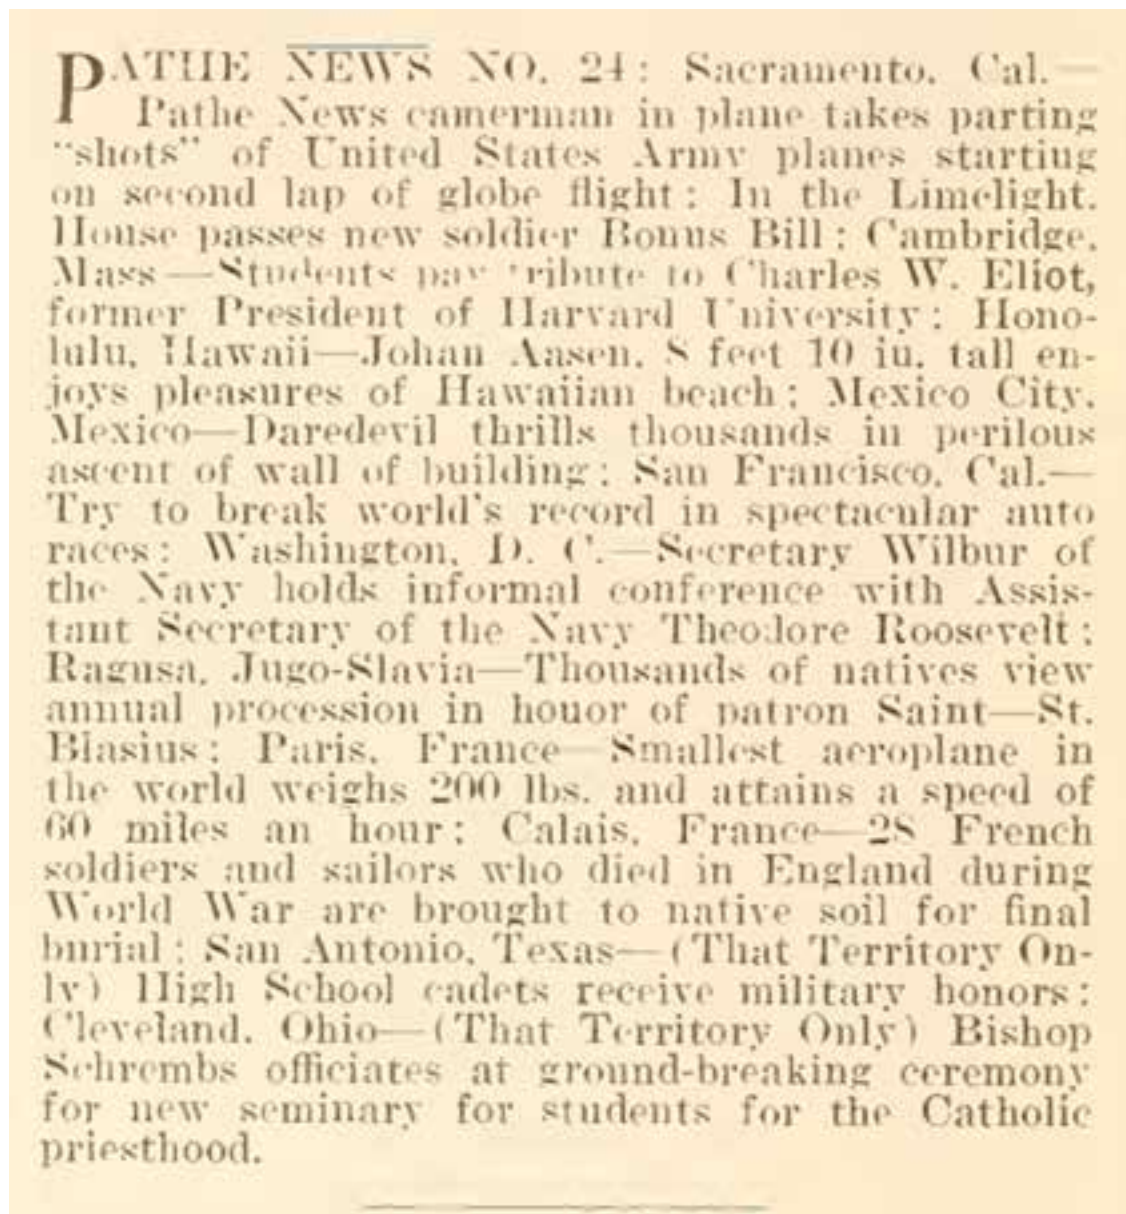 PATHE NEWS NO. 24: Sacramento, Cal.—
Pathe News camerman in plane takes parting
"shots" of United States Army planes starting
on second lap of globe flight: In the Limelight.
House passes new soldier Bonus Bill: Cambridge,
Mass—Students pay tribute to Charles W. Eliot,
former President of Harvard University: Hono-
lulu, Hawaii—Johan Aasen, 8 feet 10 in. tall en-
joys pleasures of Hawaiian beach: Mexico City,
Mexico—Daredevil thrills thousands in perilous
ascent of wall of building: San Francisco, Cal.—
Try to break world's record in spectacular auto
races: Washington, D. C.—Secretary Wilbur of
the Navy holds informal conference with Assis-
tant Secretary of the Navy Theodore Roosevelt:
Ragusa, Jugo-Slavia—Thousands of natives view
annual procession in honor of patron Saint—St.
Blasius: Paris, France—Smallest aeroplane in
the world weighs 200 lbs. and attains a speed of
60 miles an hour: Calais, France—28 French
soldiers and sailors who died in England during
World War are brought to native soil for final
burial: San Antonio, Texas—(That Territory On-
ly) High School cadets receive military honors:
Cleveland, Ohio—(That Territory Only) Bishop
Schrembs officiates at ground-breaking ceremony
for new seminary for students for the Catholic
priesthood.